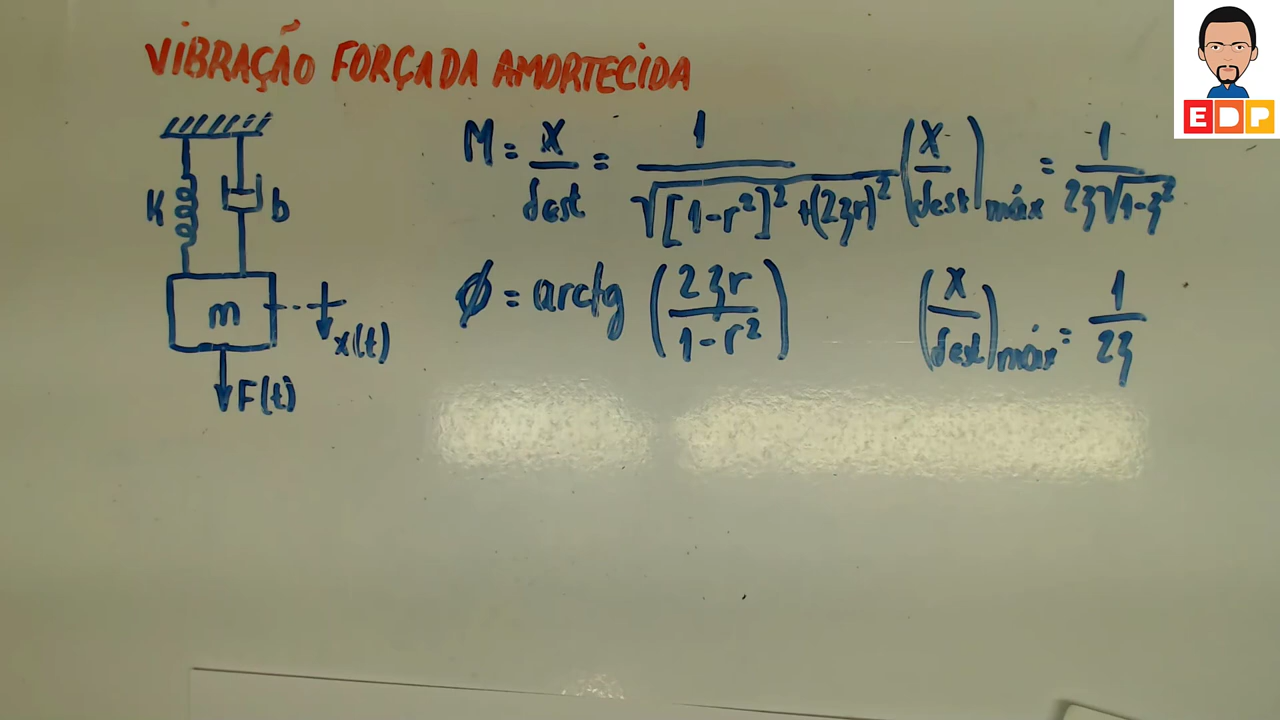 VIBRAÇÃO FORÇADA AMORTECIDA
EDP
K
b
m
x(t)
F(t)
M = X/δest = 1/√([1-r²]² + (2ζr)²)
(X/δest)máx = 1/(2ζ√(1-ζ²))
ϕ = arctg (2ζr/(1-r²))
(X/δest)máx = 1/2ζ